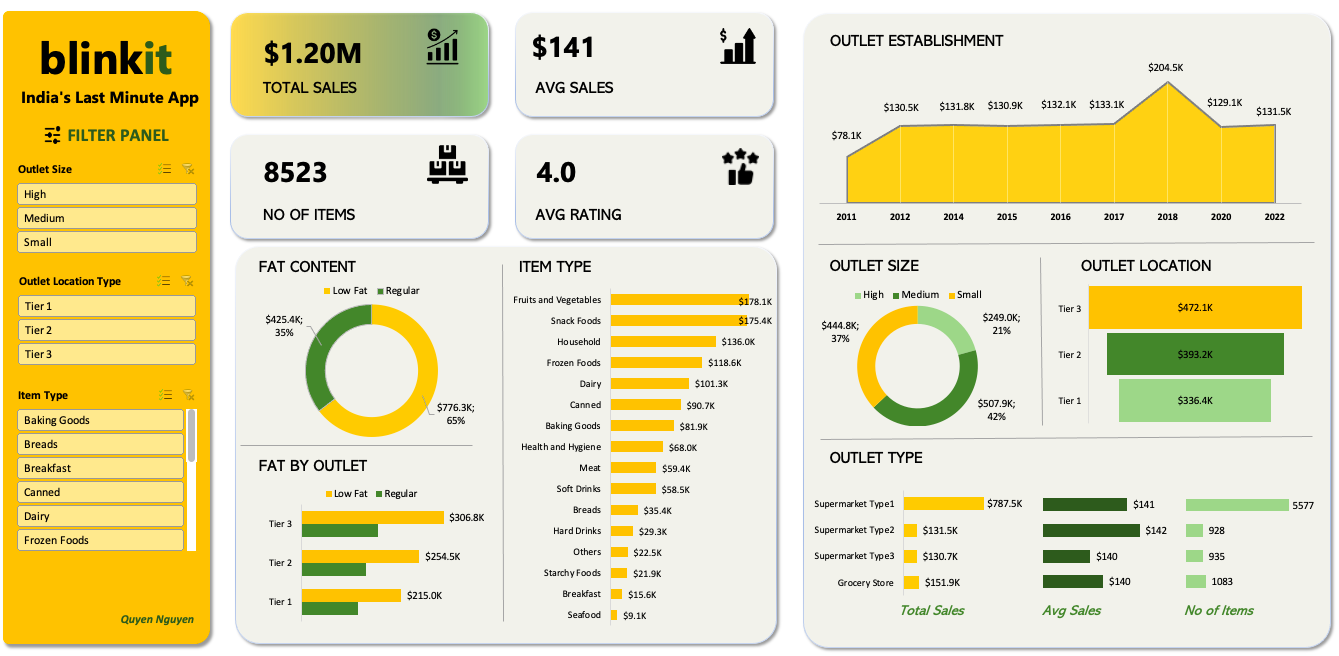 blinkit
India's Last Minute App
FILTER PANEL
Outlet Size
High
Medium
Small
Outlet Location Type
Tier 1
Tier 2
Tier 3
Item Type
Baking Goods
Breads
Breakfast
Canned
Dairy
Frozen Foods
Quyen Nguyen
$1.20M
TOTAL SALES
$141
AVG SALES
8523
NO OF ITEMS
4.0
AVG RATING
FAT CONTENT
Low Fat Regular
$425.4K;
35%
$776.3K;
65%
FAT BY OUTLET
Low Fat Regular
Tier 3 $306.8K
Tier 2 $254.5K
Tier 1 $215.0K
ITEM TYPE
Fruits and Vegetables $178.1K
Snack Foods $175.4K
Household $136.0K
Frozen Foods $118.6K
Dairy $101.3K
Canned $90.7K
Baking Goods $81.9K
Health and Hygiene $68.0K
Meat $59.4K
Soft Drinks $58.5K
Breads $35.4K
Hard Drinks $29.3K
Others $22.5K
Starchy Foods $21.9K
Breakfast $15.6K
Seafood $9.1K
OUTLET ESTABLISHMENT
$78.1K $130.5K $131.8K $130.9K $132.1K $133.1K $204.5K $129.1K $131.5K
2011 2012 2014 2015 2016 2017 2018 2020 2022
OUTLET SIZE
High Medium Small
$444.8K;
37%
$249.0K;
21%
$507.9K;
42%
OUTLET LOCATION
Tier 3 $472.1K
Tier 2 $393.2K
Tier 1 $336.4K
OUTLET TYPE
Supermarket Type1 $787.5K $141 5577
Supermarket Type2 $131.5K $142 928
Supermarket Type3 $130.7K $140 935
Grocery Store $151.9K $140 1083
Total Sales Avg Sales No of Items